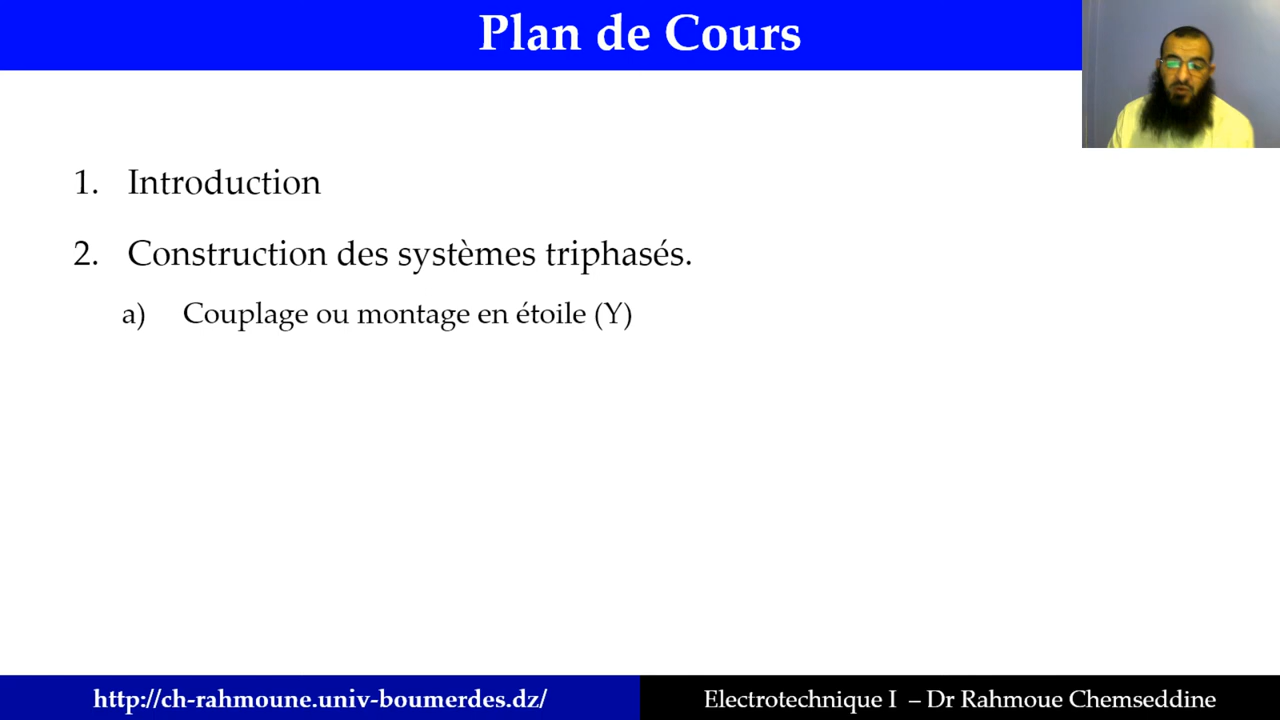 Plan de Cours
1. Introduction
2. Construction des systèmes triphasés.
a) Couplage ou montage en étoile (Y)
http://ch-rahmoune.univ-boumerdes.dz/
Electrotechnique I – Dr Rahmoue Chemseddine